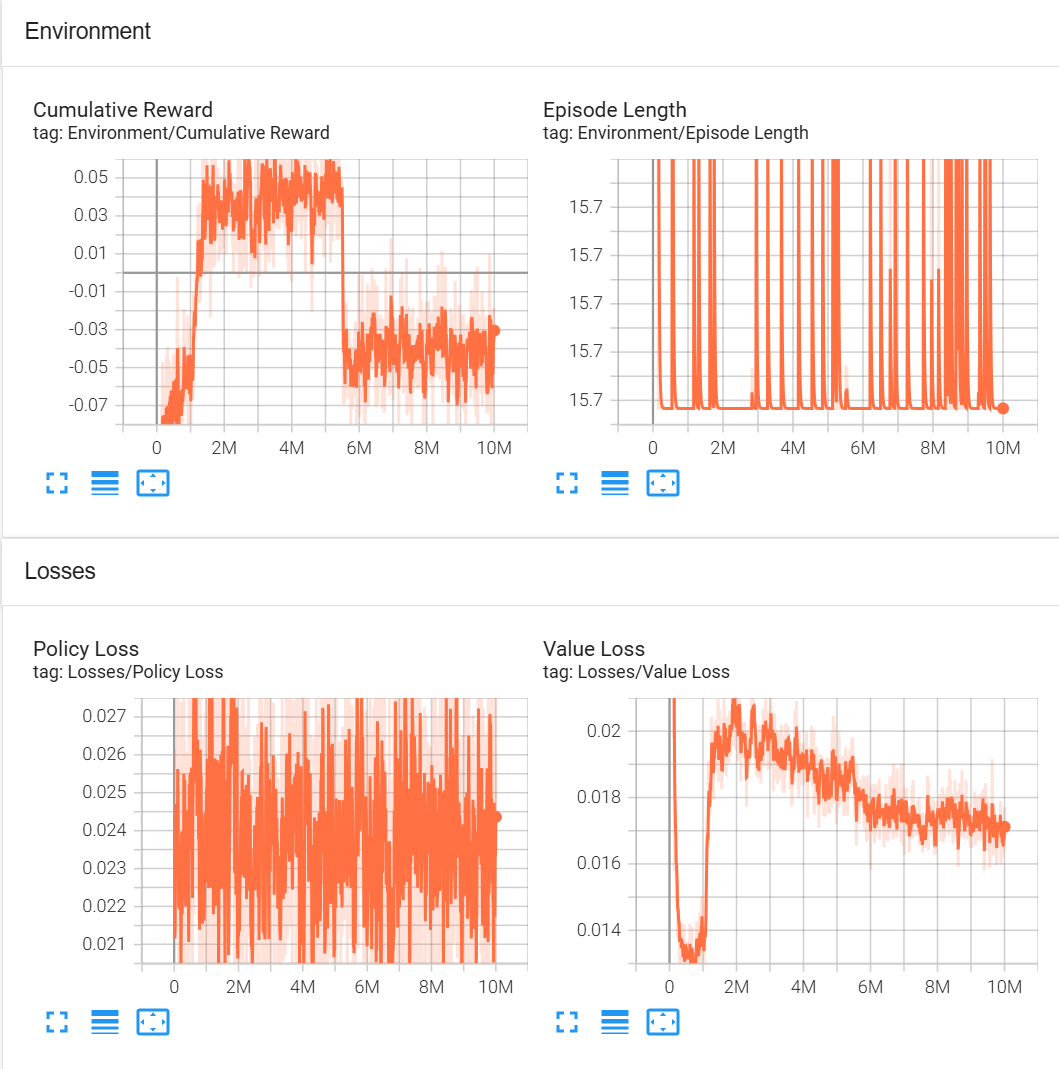 Environment
Cumulative Reward
tag: Environment/Cumulative Reward
0.05
0.03
0.01
-0.01
-0.03
-0.05
-0.07
0 2M 4M 6M 8M 10M
Episode Length
tag: Environment/Episode Length
15.7
15.7
15.7
15.7
15.7
0 2M 4M 6M 8M 10M
Losses
Policy Loss
tag: Losses/Policy Loss
0.027
0.026
0.025
0.024
0.023
0.022
0.021
0 2M 4M 6M 8M 10M
Value Loss
tag: Losses/Value Loss
0.02
0.018
0.016
0.014
0 2M 4M 6M 8M 10M